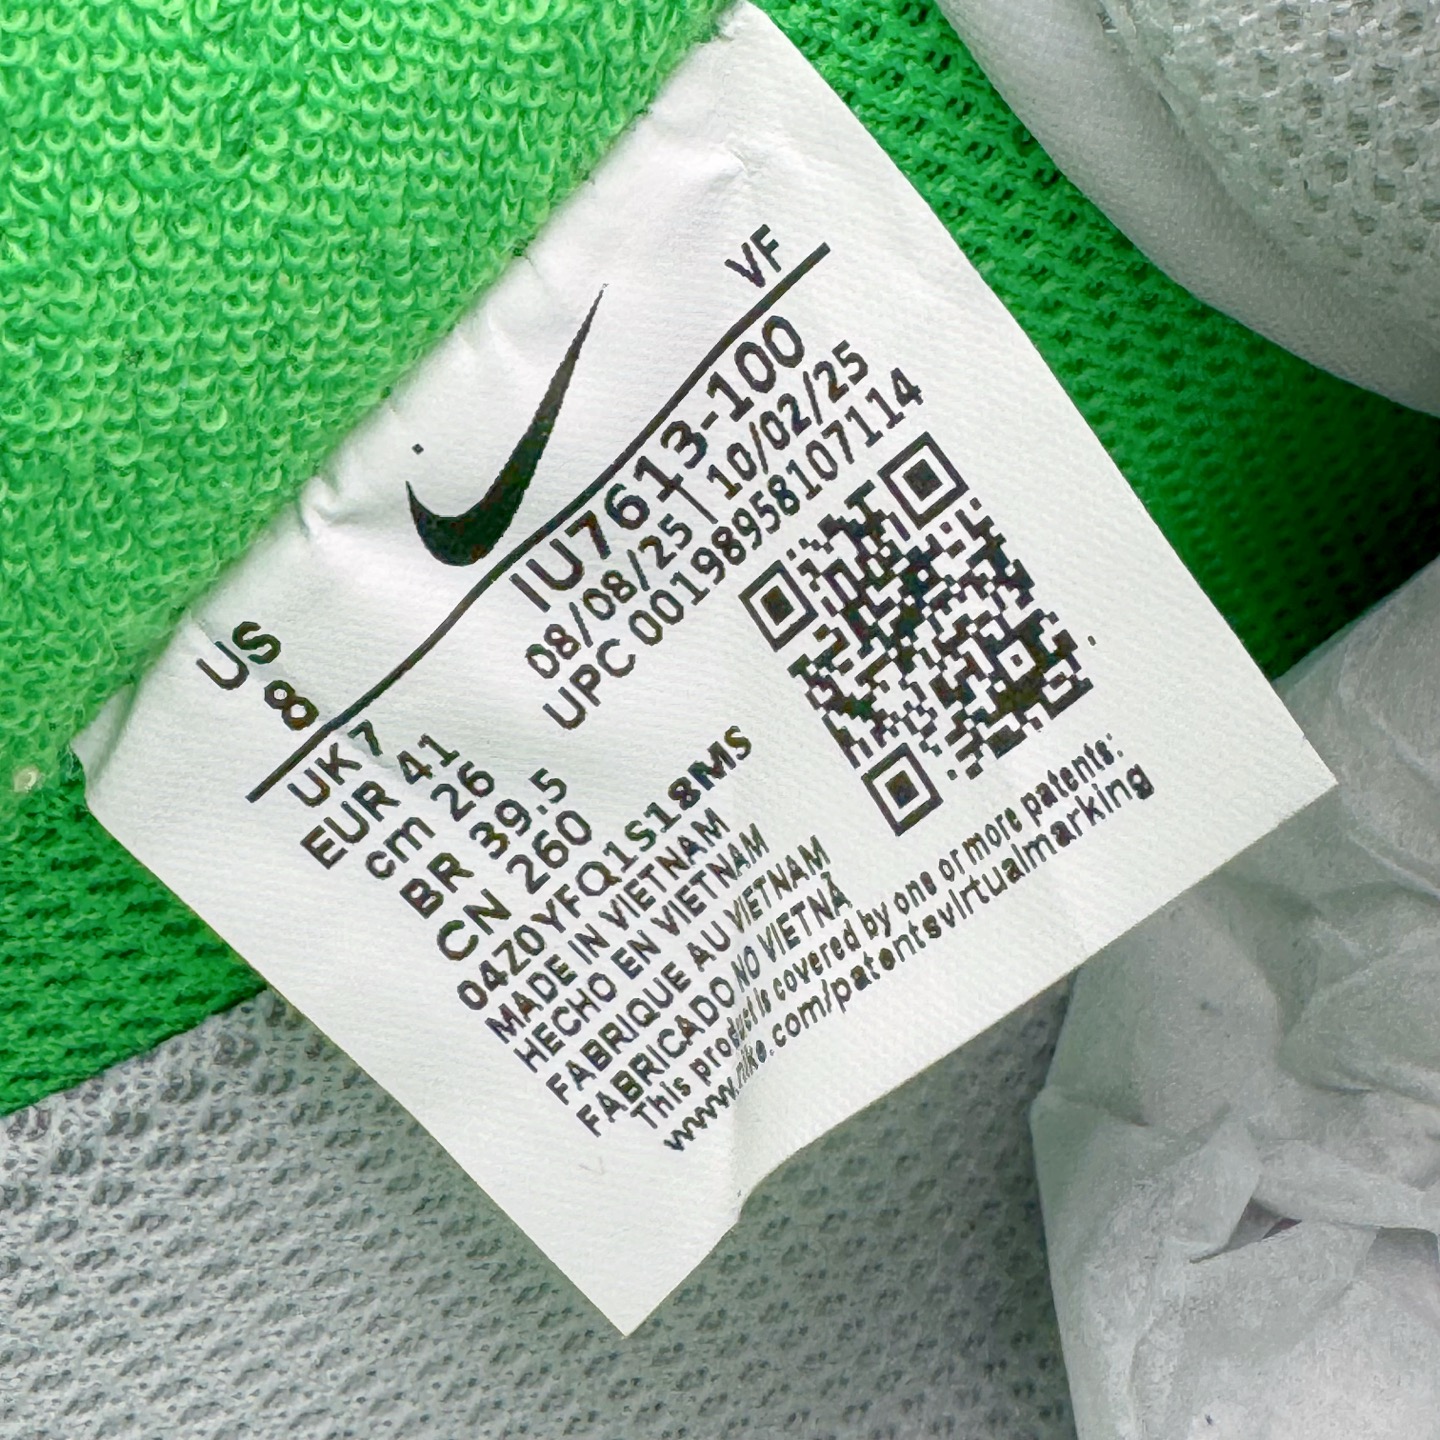 VF
IU7613-100
08/08/25 | 10/02/25
UPC 00198958107114
US
8
UK 7
EUR 41
cm 26
BR 39.5
CN 260
04Z0YFQ1S18MS
MADE IN VIETNAM
HECHO EN VIETNAM
FABRIQUE AU VIETNAM
FABRICADO NO VIETNÃ
This product is covered by one or more patents:
www.nike.com/patentsvirtualmarking